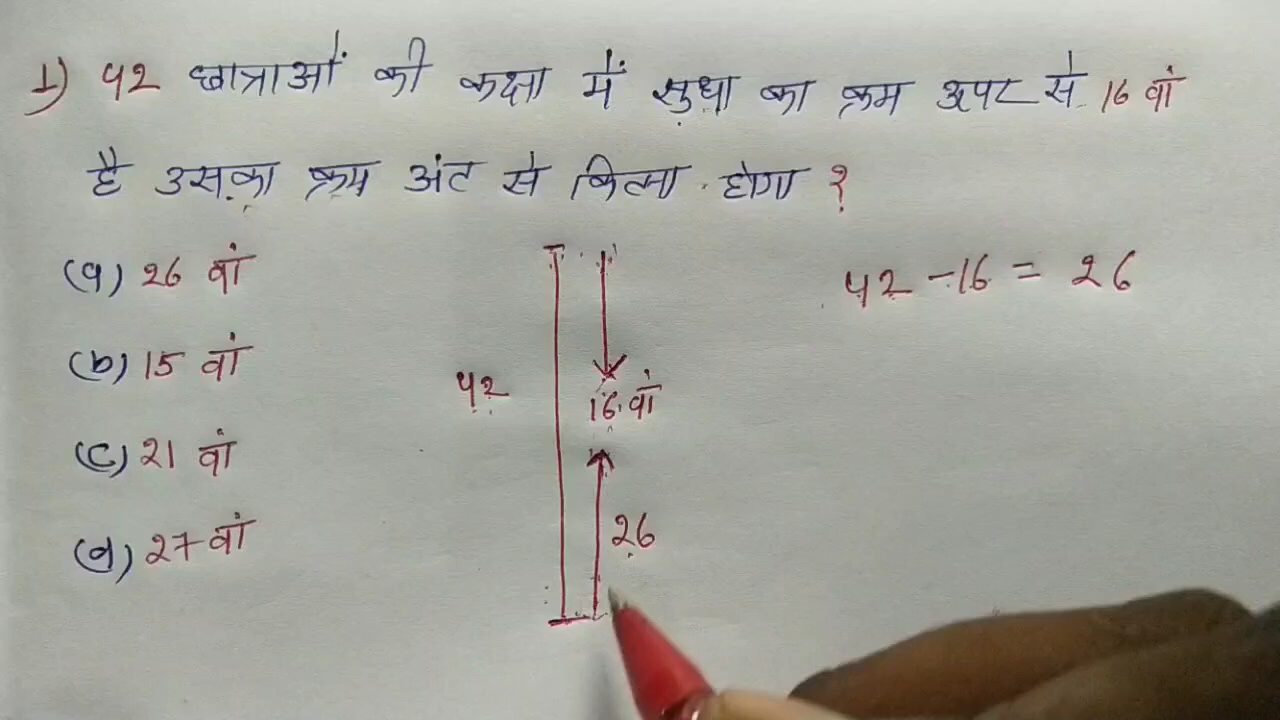 1) 42 छात्राओं की कक्षा में सुधा का क्रम ऊपर से 16 वां
है उसका क्रम अंत से कितना होगा ?
(a) 26 वां
42 - 16 = 26
(b) 15 वां
42
16 वां
(c) 21 वां
26
(d) 27 वां